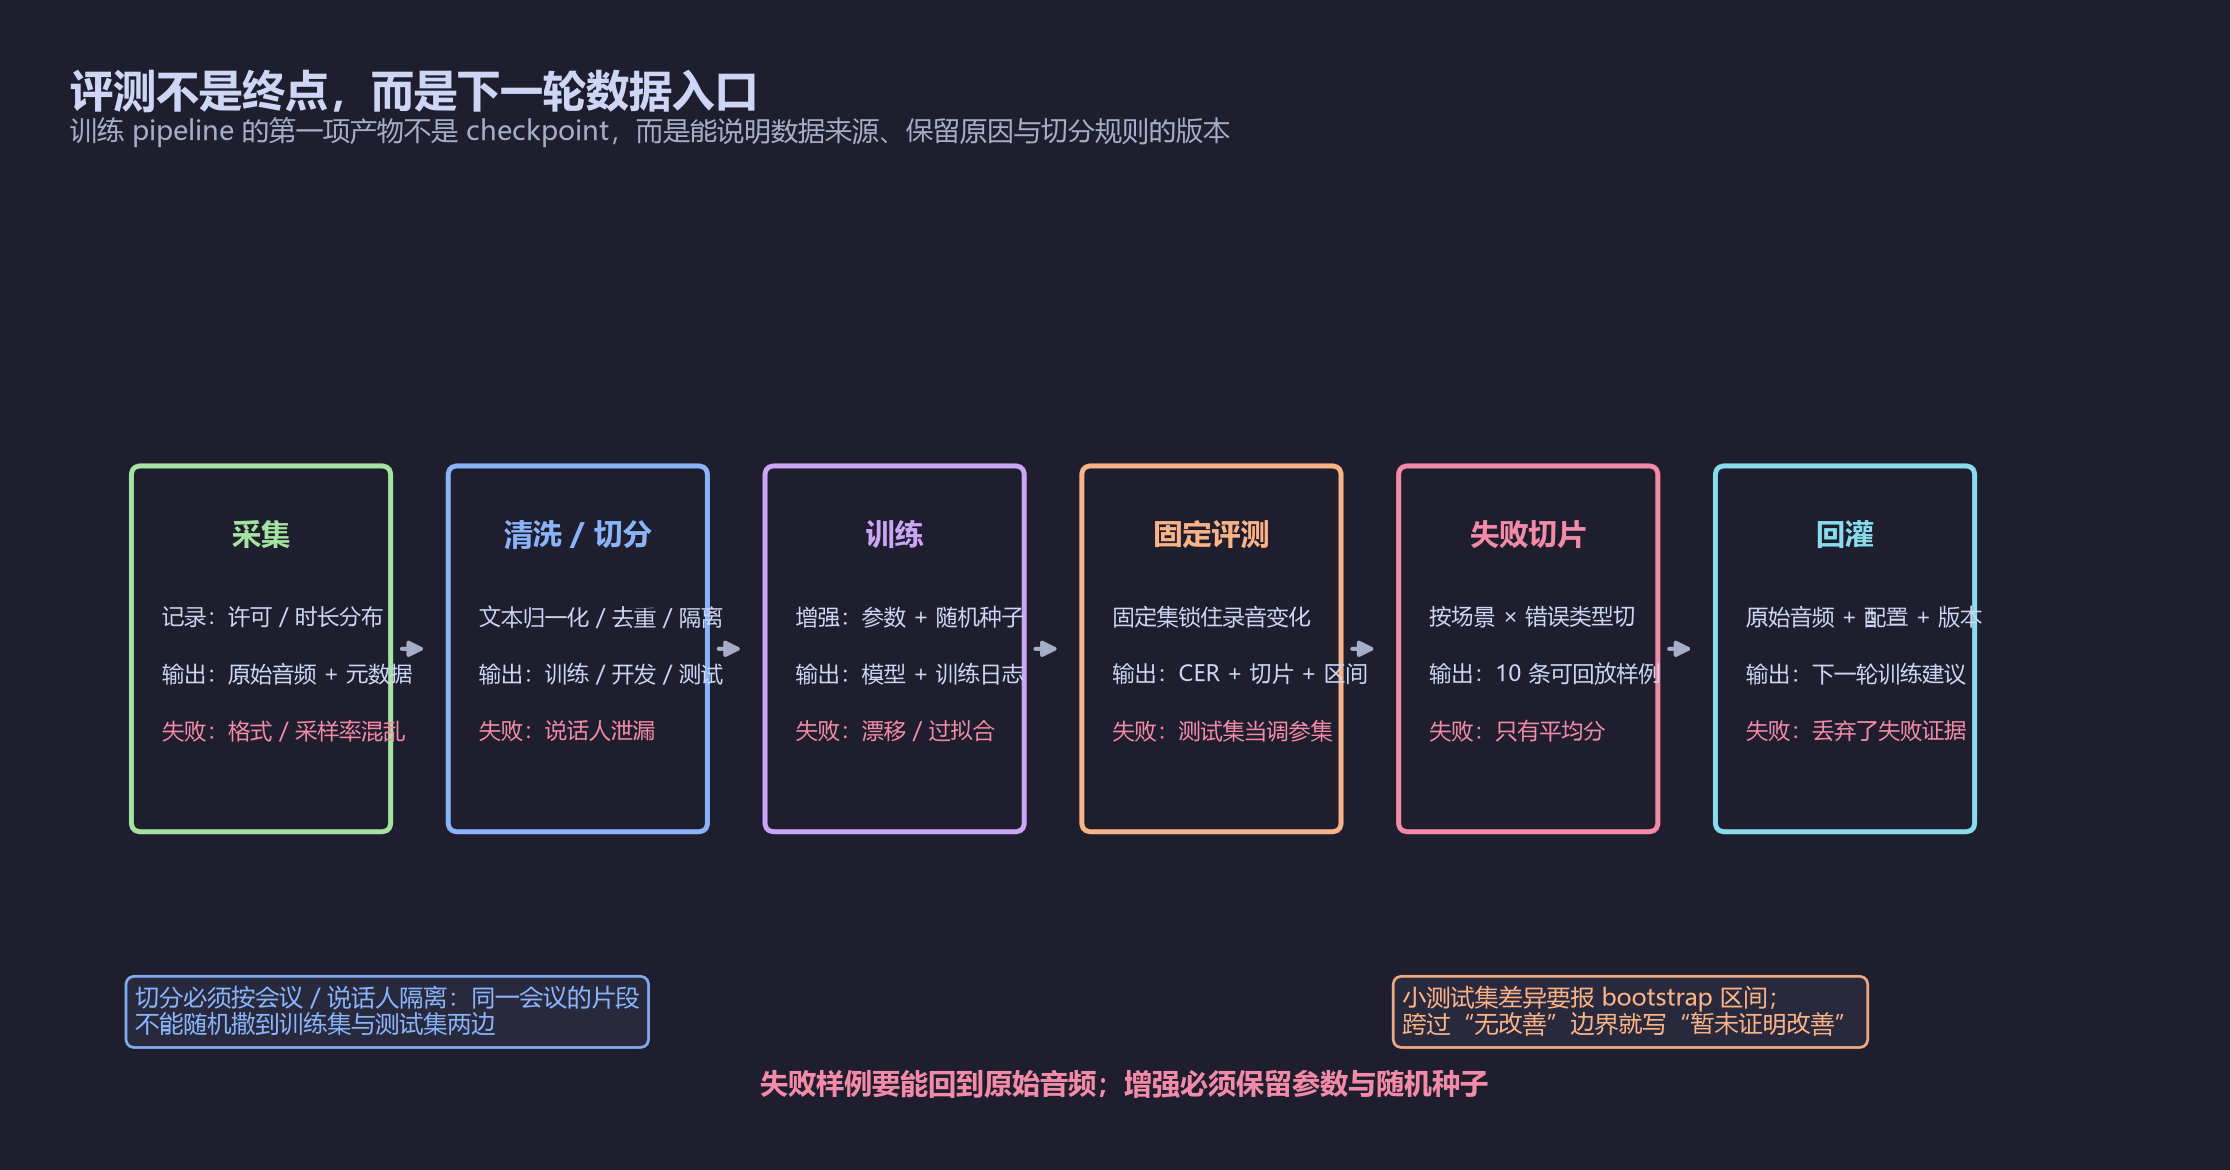 评测不是终点，而是下一轮数据入口
训练 pipeline 的第一项产物不是 checkpoint，而是能说明数据来源、保留原因与切分规则的版本
采集
记录：许可 / 时长分布
输出：原始音频 + 元数据
失败：格式 / 采样率混乱
清洗 / 切分
文本归一化 / 去重 / 隔离
输出：训练 / 开发 / 测试
失败：说话人泄漏
训练
增强：参数 + 随机种子
输出：模型 + 训练日志
失败：漂移 / 过拟合
固定评测
固定集锁住录音变化
输出：CER + 切片 + 区间
失败：测试集当调参集
失败切片
按场景 × 错误类型切
输出：10 条可回放样例
失败：只有平均分
回灌
原始音频 + 配置 + 版本
输出：下一轮训练建议
失败：丢弃了失败证据
切分必须按会议 / 说话人隔离：同一会议的片段
不能随机撒到训练集与测试集两边
小测试集差异要报 bootstrap 区间；
跨过“无改善”边界就写“暂未证明改善”
失败样例要能回到原始音频；增强必须保留参数与随机种子